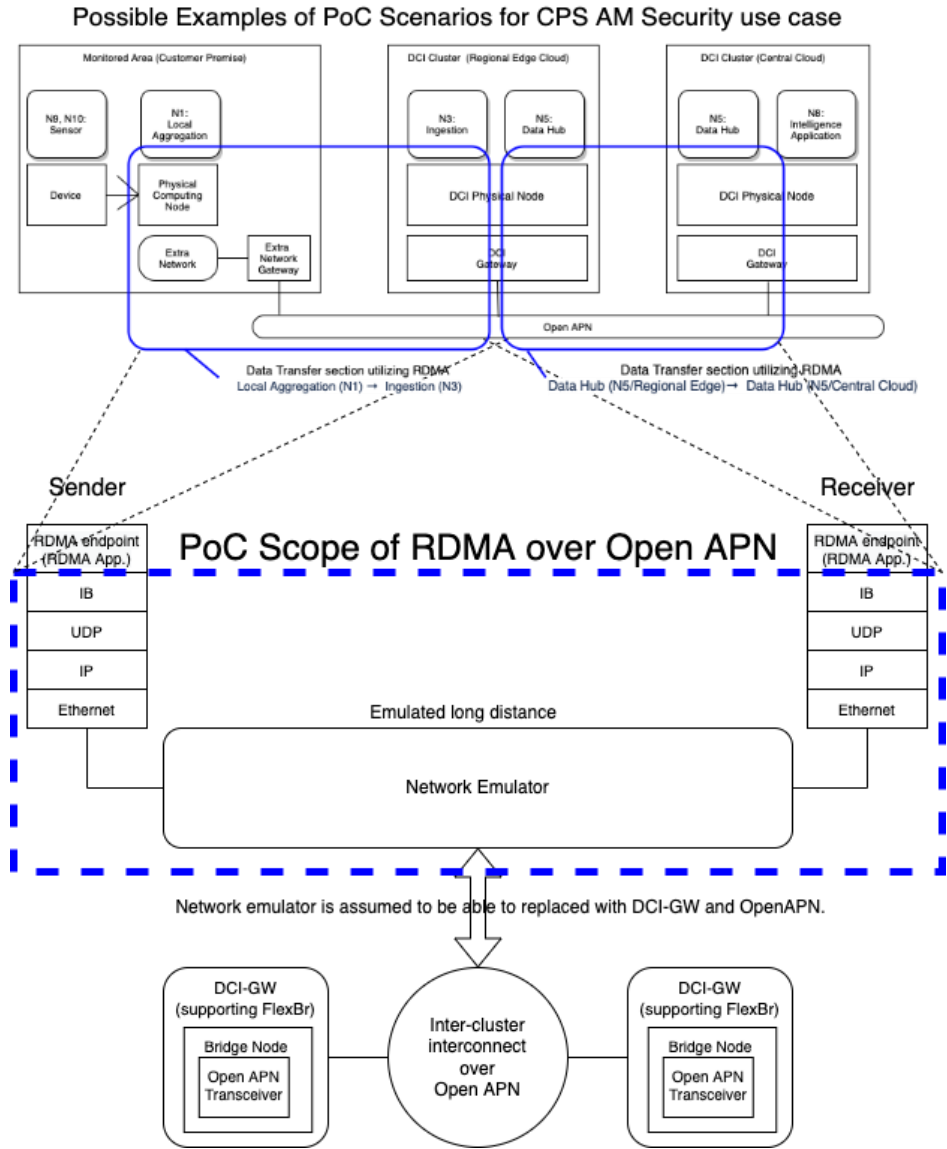 Possible Examples of PoC Scenarios for CPS AM Security use case
Monitored Area (Customer Premise)
N9, N10:
Sensor
N1:
Local
Aggregation
Device
Physical
Computing
Node
Extra
Network
Extra
Network
Gateway
DCI Cluster (Regional Edge Cloud)
N3:
Ingestion
N5:
Data Hub
DCI Physical Node
DCI
Gateway
DCI Cluster (Central Cloud)
N5:
Data Hub
N8:
Intelligence
Application
DCI Physical Node
DCI
Gateway
Open APN
Data Transfer section utilizing RDMA
Local Aggregation (N1) → Ingestion (N3)
Data Transfer section utilizing RDMA
Data Hub (N5/Regional Edge) → Data Hub (N5/Central Cloud)
Sender
Receiver
RDMA endpoint
(RDMA App.)
IB
UDP
IP
Ethernet
PoC Scope of RDMA over Open APN
RDMA endpoint
(RDMA App.)
IB
UDP
IP
Ethernet
Emulated long distance
Network Emulator
Network emulator is assumed to be able to replaced with DCI-GW and OpenAPN.
DCI-GW
(supporting FlexBr)
Bridge Node
Open APN
Transceiver
Inter-cluster
interconnect
over
Open APN
DCI-GW
(supporting FlexBr)
Bridge Node
Open APN
Transceiver